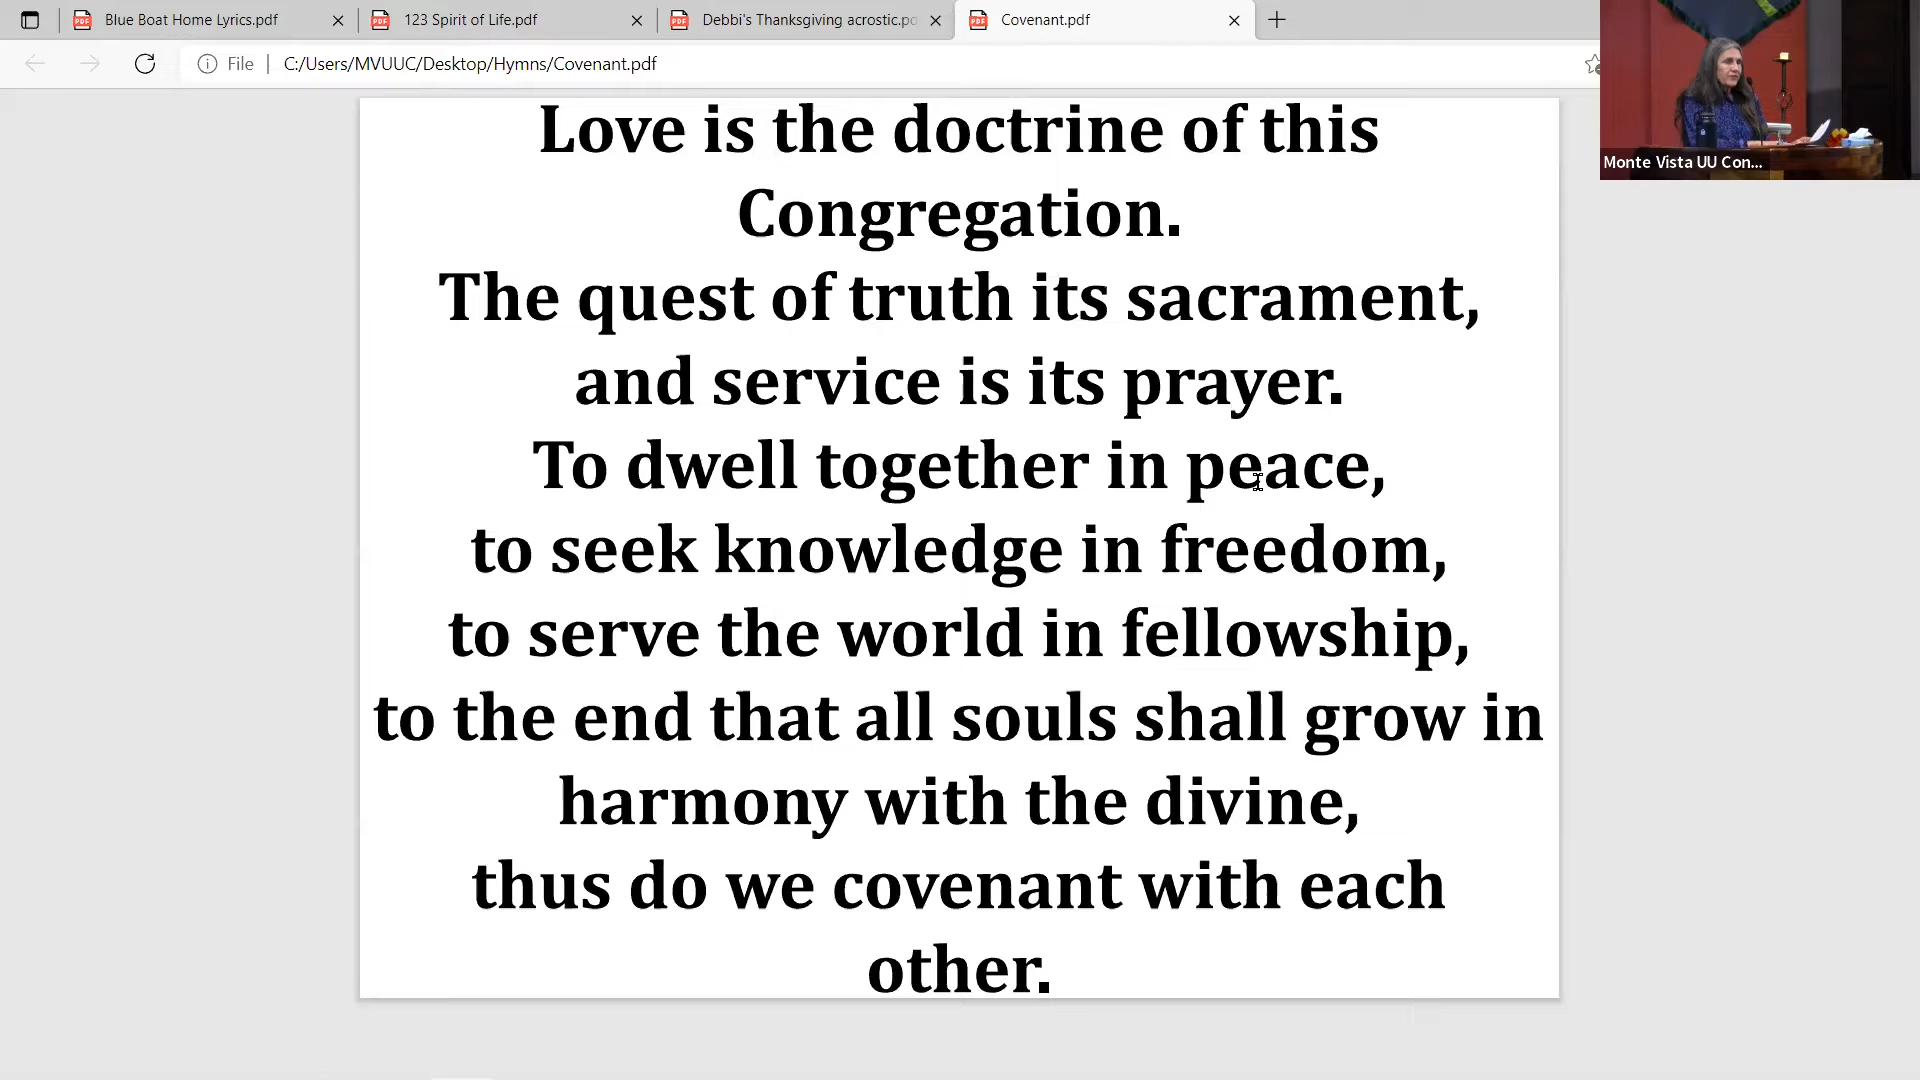 Blue Boat Home Lyrics.pdf
123 Spirit of Life.pdf
Debbi's Thanksgiving acrostic.pd
Covenant.pdf
File
C:/Users/MVUUC/Desktop/Hymns/Covenant.pdf
Monte Vista UU Con...
Love is the doctrine of this
Congregation.
The quest of truth its sacrament,
and service is its prayer.
To dwell together in peace,
to seek knowledge in freedom,
to serve the world in fellowship,
to the end that all souls shall grow in
harmony with the divine,
thus do we covenant with each
other.